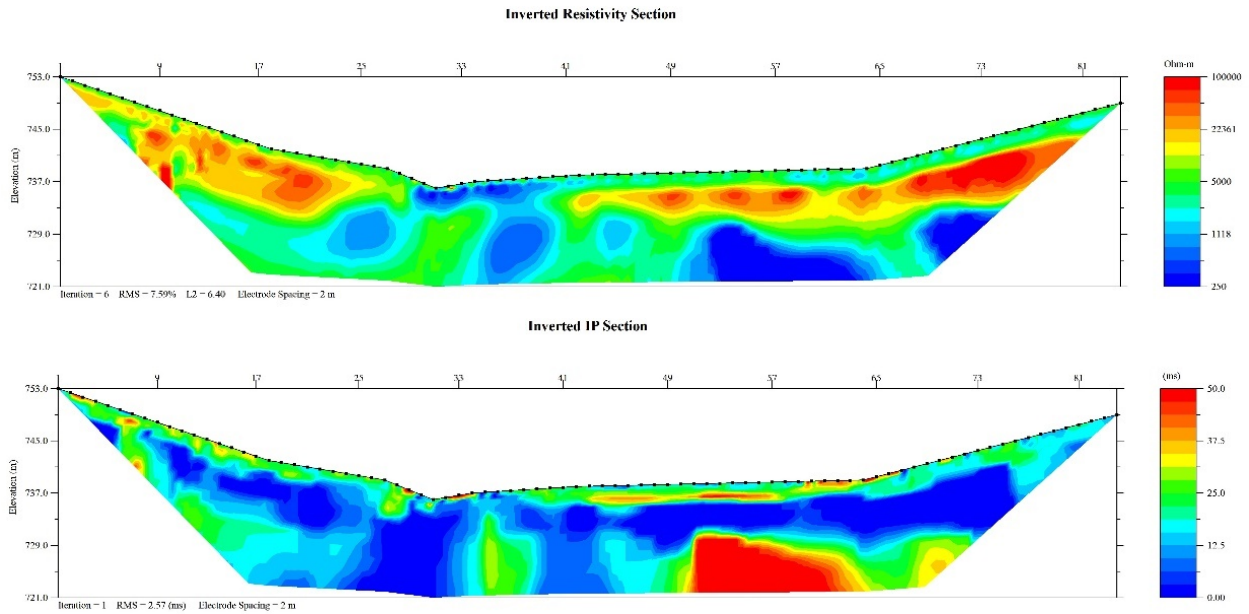 Inverted Resistivity Section
1 9 17 25 33 41 49 57 65 73 81
Ohm-m
753.0 100000
745.0 22361
737.0 5000
729.0 1118
721.0 250
Elevation (m)
Iteration = 6 RMS = 7.59% L2 = 6.40 Electrode Spacing = 2 m
Inverted IP Section
1 9 17 25 33 41 49 57 65 73 81
(ms)
753.0 50.0
745.0 37.5
737.0 25.0
729.0 12.5
721.0 0.00
Elevation (m)
Iteration = 1 RMS = 2.57 (ms) Electrode Spacing = 2 m